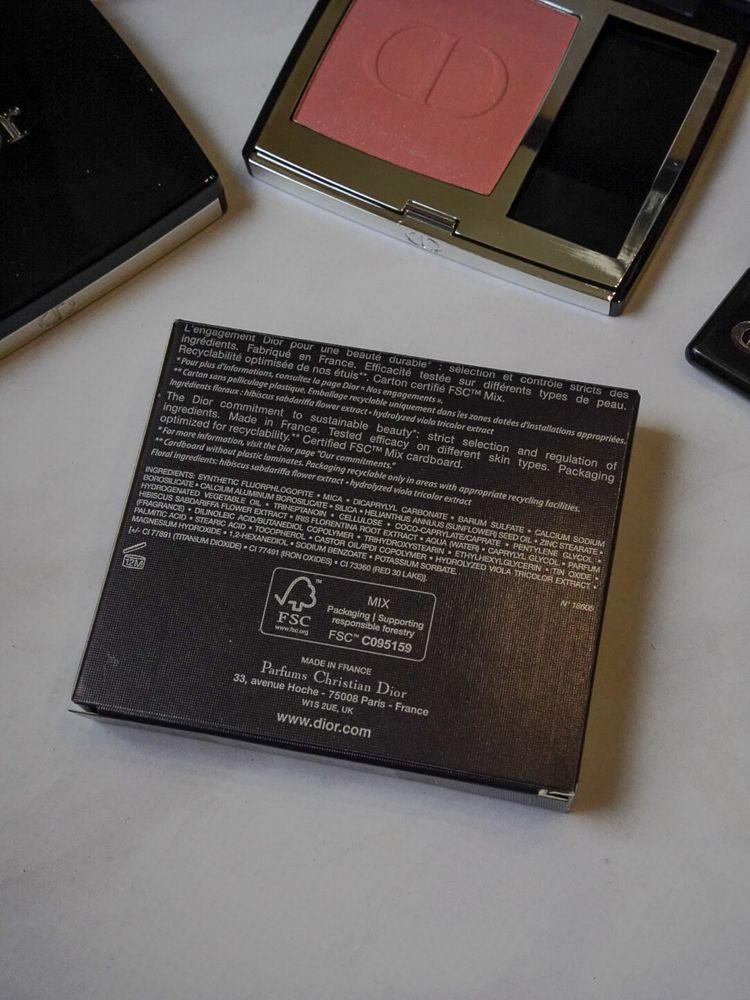 or
CD
L'engagement Dior pour une beauté durable* : sélection et contrôle stricts des
ingrédients. Fabriqué en France. Efficacité testée sur différents types de peau.
Recyclabilité optimisée de nos étuis**. Carton certifié FSC™ Mix.
*Pour plus d'informations, consultez la page Dior « Nos engagements ».
** Carton sans pelliculage plastique. Emballage recyclable uniquement dans les zones dotées d'installations appropriées.
Ingrédients floraux : hibiscus sabdariffa flower extract • hydrolyzed viola tricolor extract
The Dior commitment to sustainable beauty*: strict selection and regulation of
ingredients. Made in France. Tested efficacy on different skin types. Packaging
optimized for recyclability.** Certified FSC™ Mix cardboard.
* For more information, visit the Dior page "Our commitments."
** Cardboard without plastic laminates. Packaging recyclable only in areas with appropriate recycling facilities.
Floral ingredients: hibiscus sabdariffa flower extract • hydrolyzed viola tricolor extract
INGREDIENTS: SYNTHETIC FLUORPHLOGOPITE • MICA • DICAPRYLYL CARBONATE • BARIUM SULFATE • CALCIUM SODIUM
BOROSILICATE • CALCIUM ALUMINUM BOROSILICATE • SILICA • HELIANTHUS ANNUUS (SUNFLOWER) SEED OIL • ZINC STEARATE •
HYDROGENATED VEGETABLE OIL • TRIHEPTANOIN • CELLULOSE • COCO-CAPRYLATE/CAPRATE • PENTYLENE GLYCOL •
HIBISCUS SABDARIFFA FLOWER EXTRACT • IRIS FLORENTINA ROOT EXTRACT • AQUA (WATER) • CAPRYLYL GLYCOL • PARFUM
(FRAGRANCE) • DILINOLEIC ACID/BUTANEDIOL COPOLYMER • TRIHYDROXYSTEARIN • ETHYLHEXYLGLYCERIN • TIN OXIDE •
PALMITIC ACID • STEARIC ACID • TOCOPHEROL • CASTOR OIL/IPDI COPOLYMER • HYDROLYZED VIOLA TRICOLOR EXTRACT •
MAGNESIUM HYDROXIDE • 1,2-HEXANEDIOL • SODIUM BENZOATE • POTASSIUM SORBATE.
[+/- CI 77891 (TITANIUM DIOXIDE) • CI 77491 (IRON OXIDES) • CI 73360 (RED 30 LAKE)].
N° 18605
12M
FSC™
www.fsc.org
MIX
Packaging | Supporting
responsible forestry
FSC™ C095159
MADE IN FRANCE
Parfums Christian Dior
33, avenue Hoche - 75008 Paris - France
W1S 2UE, UK
www.dior.com